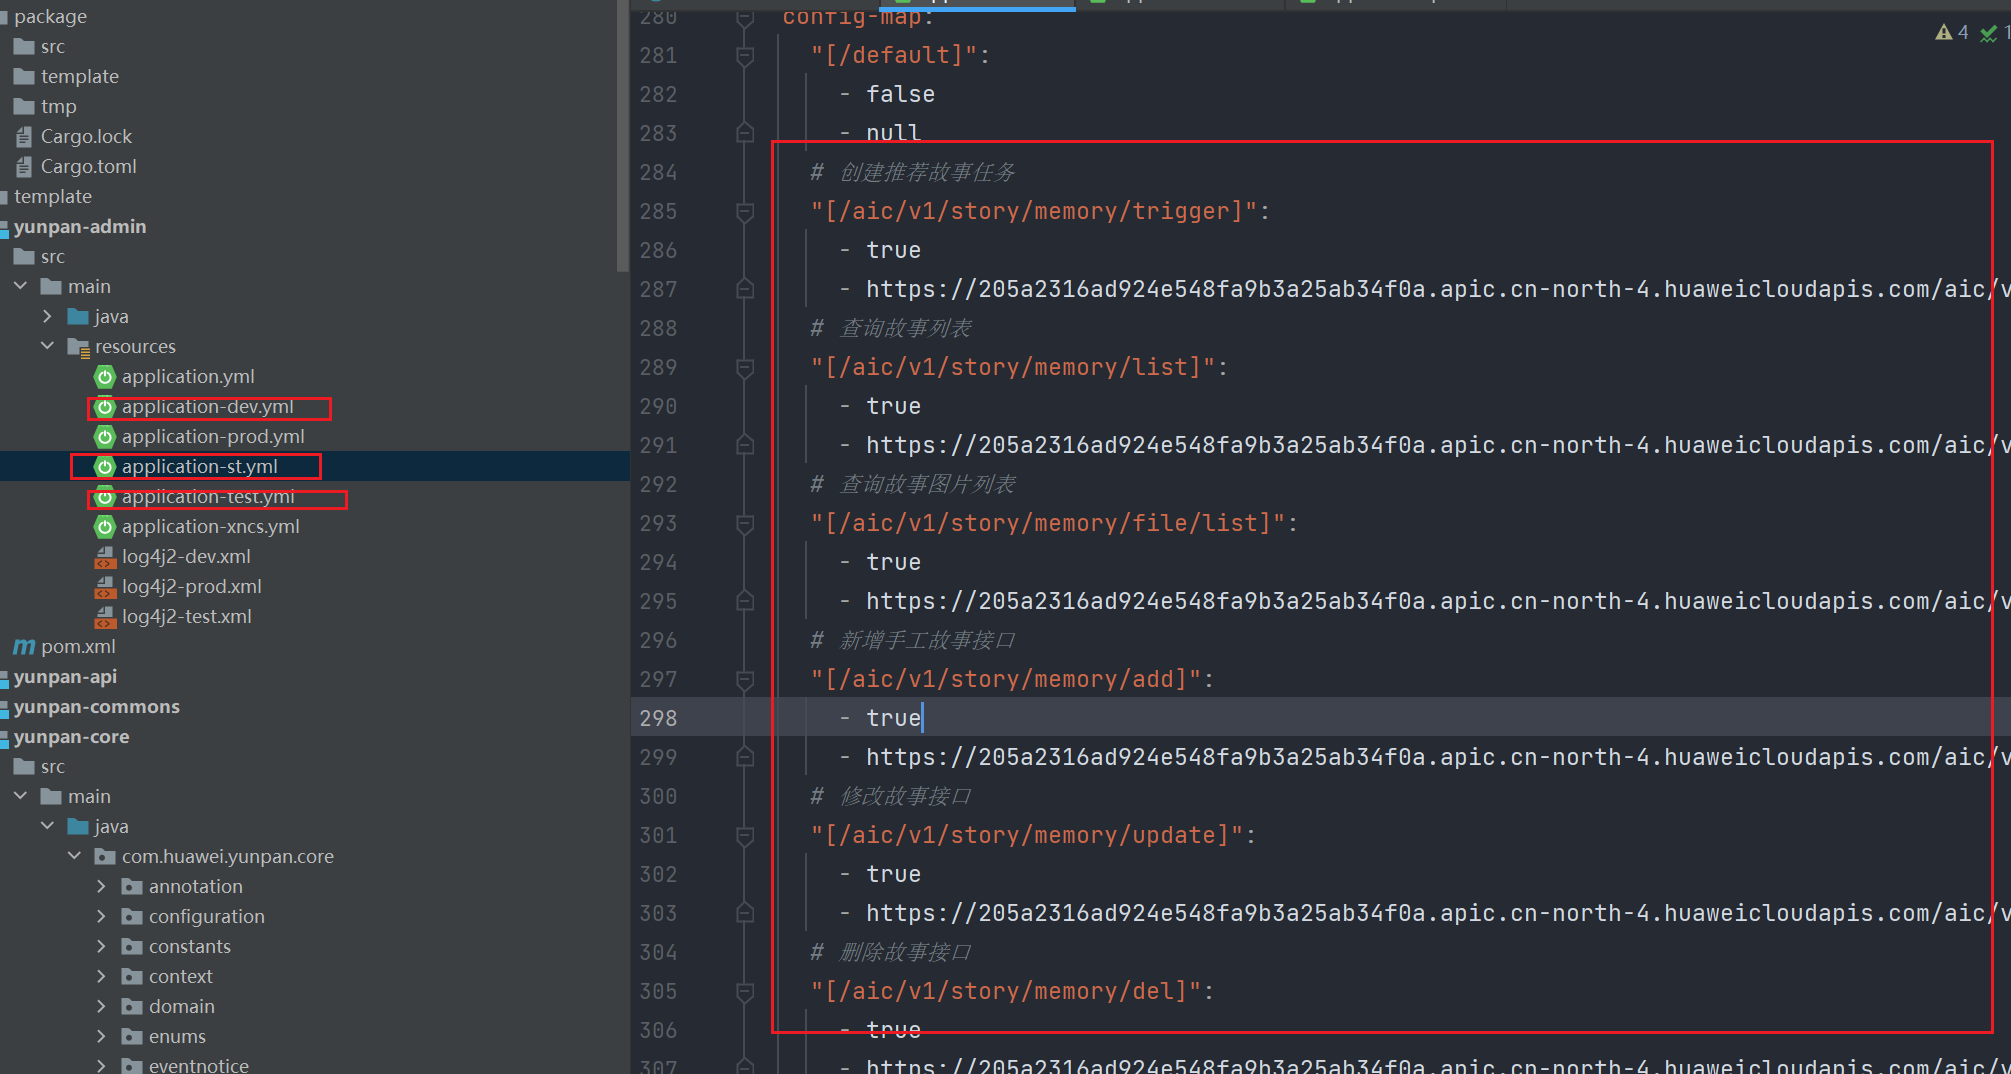 package
src
template
tmp
Cargo.lock
Cargo.toml
template
yunpan-admin
src
main
java
resources
application.yml
application-dev.yml
application-prod.yml
application-st.yml
application-test.yml
application-xncs.yml
log4j2-dev.xml
log4j2-prod.xml
log4j2-test.xml
pom.xml
yunpan-api
yunpan-commons
yunpan-core
src
main
java
com.huawei.yunpan.core
annotation
configuration
constants
context
domain
enums
eventnotice
4 1
280 config-map:
281 "[/default]":
282 - false
283 - null
284 # 创建推荐故事任务
285 "[/aic/v1/story/memory/trigger]":
286 - true
287 - https://205a2316ad924e548fa9b3a25ab34f0a.apic.cn-north-4.huaweicloudapis.com/aic/v
288 # 查询故事列表
289 "[/aic/v1/story/memory/list]":
290 - true
291 - https://205a2316ad924e548fa9b3a25ab34f0a.apic.cn-north-4.huaweicloudapis.com/aic/v
292 # 查询故事图片列表
293 "[/aic/v1/story/memory/file/list]":
294 - true
295 - https://205a2316ad924e548fa9b3a25ab34f0a.apic.cn-north-4.huaweicloudapis.com/aic/v
296 # 新增手工故事接口
297 "[/aic/v1/story/memory/add]":
298 - true
299 - https://205a2316ad924e548fa9b3a25ab34f0a.apic.cn-north-4.huaweicloudapis.com/aic/v
300 # 修改故事接口
301 "[/aic/v1/story/memory/update]":
302 - true
303 - https://205a2316ad924e548fa9b3a25ab34f0a.apic.cn-north-4.huaweicloudapis.com/aic/v
304 # 删除故事接口
305 "[/aic/v1/story/memory/del]":
306 - true
307 - https://205a2316ad924e548fa9b3a25ab34f0a.apic.cn-north-4.huaweicloudapis.com/aic/v